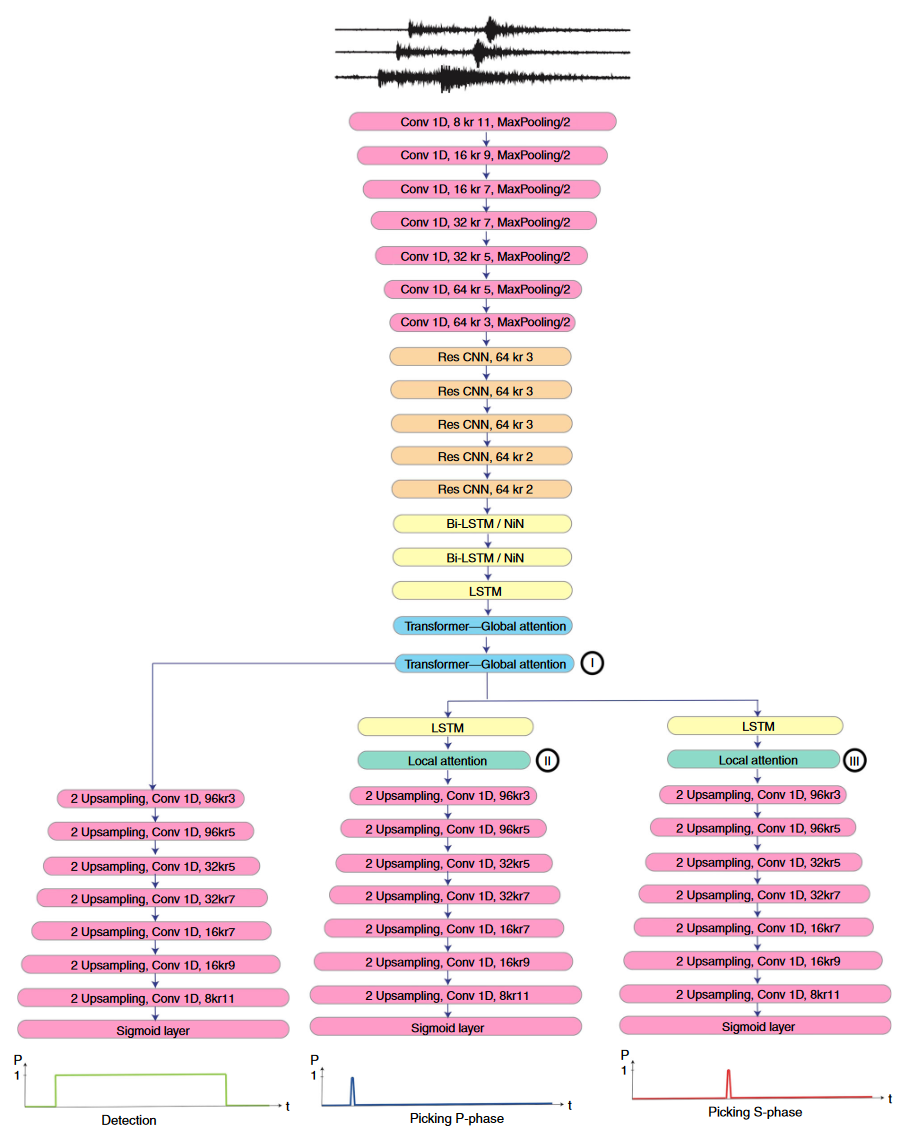 Conv 1D, 8 kr 11, MaxPooling/2
Conv 1D, 16 kr 9, MaxPooling/2
Conv 1D, 16 kr 7, MaxPooling/2
Conv 1D, 32 kr 7, MaxPooling/2
Conv 1D, 32 kr 5, MaxPooling/2
Conv 1D, 64 kr 5, MaxPooling/2
Conv 1D, 64 kr 3, MaxPooling/2
Res CNN, 64 kr 3
Res CNN, 64 kr 3
Res CNN, 64 kr 3
Res CNN, 64 kr 2
Res CNN, 64 kr 2
Bi-LSTM / NiN
Bi-LSTM / NiN
LSTM
Transformer—Global attention
Transformer—Global attention
I
2 Upsampling, Conv 1D, 96kr3
2 Upsampling, Conv 1D, 96kr5
2 Upsampling, Conv 1D, 32kr5
2 Upsampling, Conv 1D, 32kr7
2 Upsampling, Conv 1D, 16kr7
2 Upsampling, Conv 1D, 16kr9
2 Upsampling, Conv 1D, 8kr11
Sigmoid layer
P
1
t
Detection
LSTM
Local attention
II
2 Upsampling, Conv 1D, 96kr3
2 Upsampling, Conv 1D, 96kr5
2 Upsampling, Conv 1D, 32kr5
2 Upsampling, Conv 1D, 32kr7
2 Upsampling, Conv 1D, 16kr7
2 Upsampling, Conv 1D, 16kr9
2 Upsampling, Conv 1D, 8kr11
Sigmoid layer
P
1
t
Picking P-phase
LSTM
Local attention
III
2 Upsampling, Conv 1D, 96kr3
2 Upsampling, Conv 1D, 96kr5
2 Upsampling, Conv 1D, 32kr5
2 Upsampling, Conv 1D, 32kr7
2 Upsampling, Conv 1D, 16kr7
2 Upsampling, Conv 1D, 16kr9
2 Upsampling, Conv 1D, 8kr11
Sigmoid layer
P
1
t
Picking S-phase